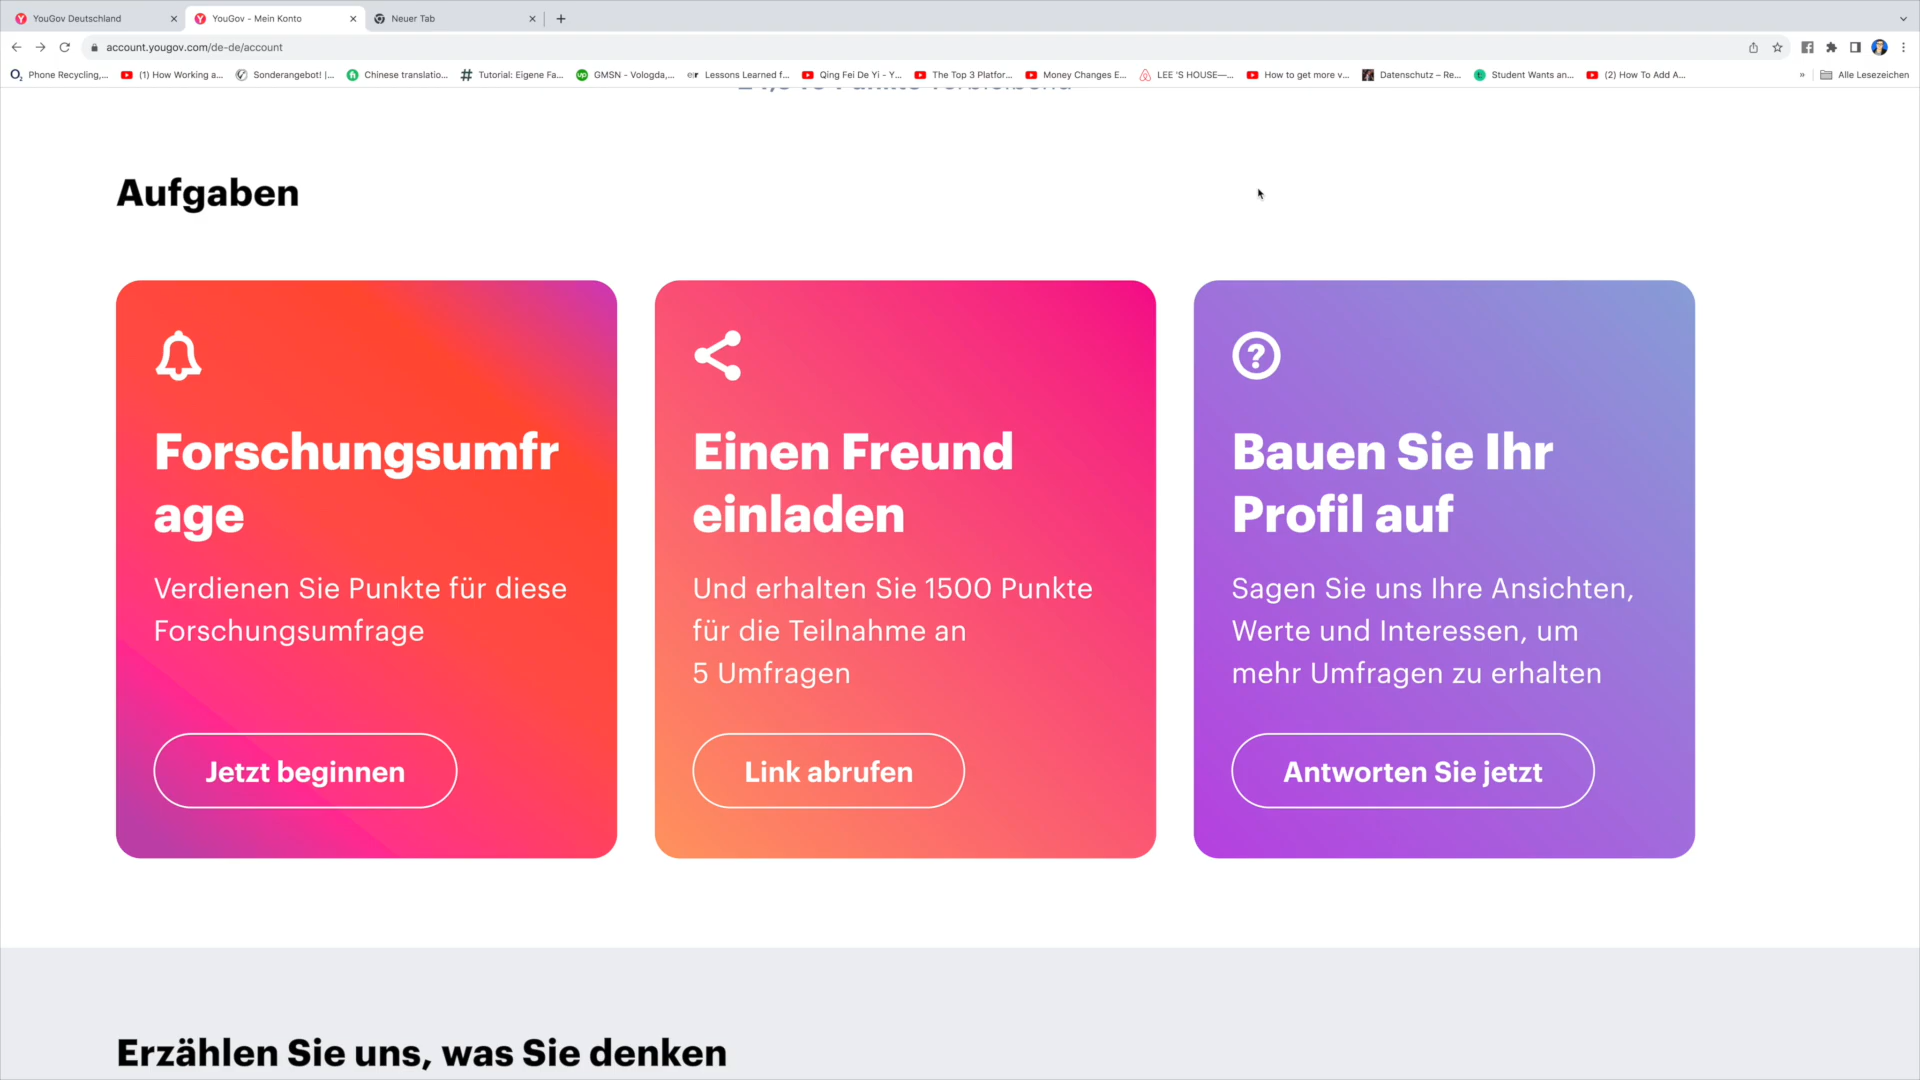 YouGov Deutschland
YouGov - Mein Konto
Neuer Tab
account.yougov.com/de-de/account
Phone Recycling,...
(1) How Working a...
Sonderangebot! |...
Chinese translatio...
Tutorial: Eigene Fa...
GMSN - Vologda,...
Lessons Learned f...
Qing Fei De Yi - Y...
The Top 3 Platfor...
Money Changes E...
LEE 'S HOUSE—...
How to get more v...
Datenschutz – Re...
Student Wants an...
(2) How To Add A...
»
Alle Lesezeichen
Aufgaben
Forschungsumfr
age
Verdienen Sie Punkte für diese
Forschungsumfrage
Jetzt beginnen
Einen Freund
einladen
Und erhalten Sie 1500 Punkte
für die Teilnahme an
5 Umfragen
Link abrufen
Bauen Sie Ihr
Profil auf
Sagen Sie uns Ihre Ansichten,
Werte und Interessen, um
mehr Umfragen zu erhalten
Antworten Sie jetzt
Erzählen Sie uns, was Sie denken